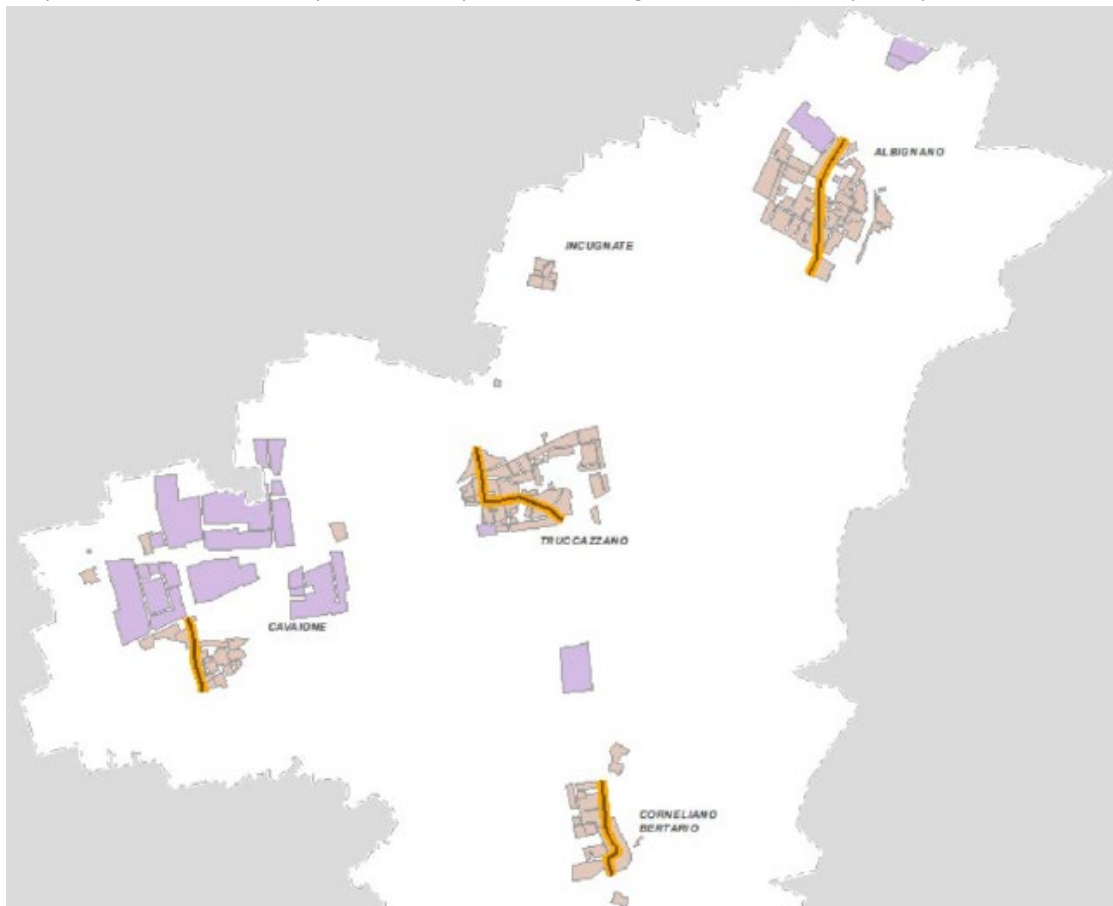 ALBIGNANO
INCUGNATE
TRUCCAZZANO
CAVAIONE
CORNELIANO
BERTARIO